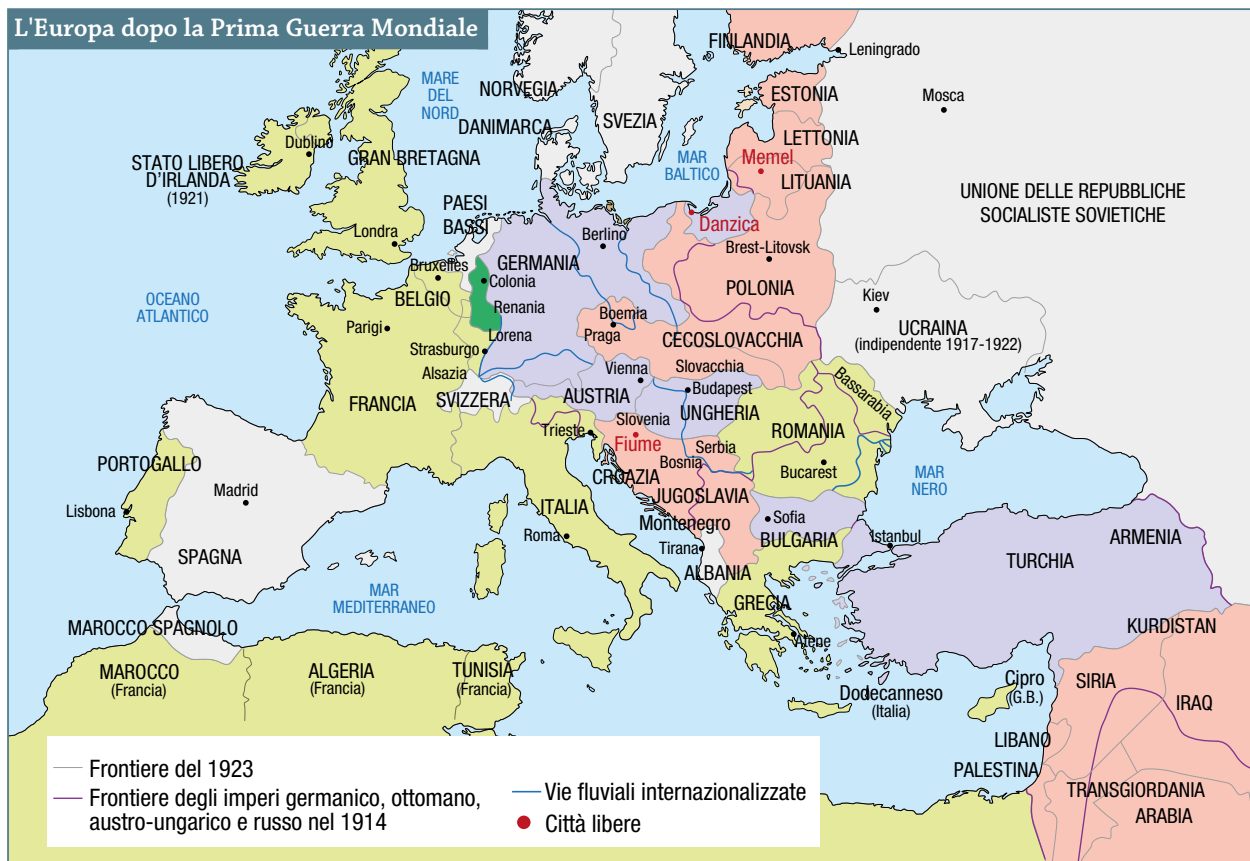 L'Europa dopo la Prima Guerra Mondiale
FINLANDIA
Leningrado
MARE
DEL
NORD
NORVEGIA
SVEZIA
ESTONIA
Mosca
DANIMARCA
LETTONIA
Dublino
GRAN BRETAGNA
STATO LIBERO
D'IRLANDA
(1921)
MAR
BALTICO
Memel
LITUANIA
UNIONE DELLE REPUBBLICHE
SOCIALISTE SOVIETICHE
PAESI
BASSI
Danzica
Londra
Berlino
Brest-Litovsk
Bruxelles
GERMANIA
Colonia
POLONIA
BELGIO
OCEANO
ATLANTICO
Renania
Kiev
Boemia
Parigi
Lorena
Praga
CECOSLOVACCHIA
UCRAINA
(indipendente 1917-1922)
Strasburgo
Slovacchia
Alsazia
Vienna
Bassarabia
Budapest
FRANCIA
SVIZZERA
AUSTRIA
UNGHERIA
Slovenia
ROMANIA
Trieste
Fiume
Serbia
PORTOGALLO
Bosnia
Bucarest
CROAZIA
MAR
NERO
Madrid
JUGOSLAVIA
Lisbona
ITALIA
Montenegro
Sofia
Roma
BULGARIA
Istanbul
ARMENIA
SPAGNA
Tirana
TURCHIA
ALBANIA
MAR
MEDITERRANEO
GRECIA
MAROCCO SPAGNOLO
KURDISTAN
Atene
MAROCCO
(Francia)
ALGERIA
(Francia)
TUNISIA
(Francia)
Cipro
(G.B.)
SIRIA
Dodecanneso
(Italia)
IRAQ
LIBANO
PALESTINA
TRANSGIORDANIA
ARABIA
Frontiere del 1923
Frontiere degli imperi germanico, ottomano,
austro-ungarico e russo nel 1914
Vie fluviali internazionalizzate
Città libere